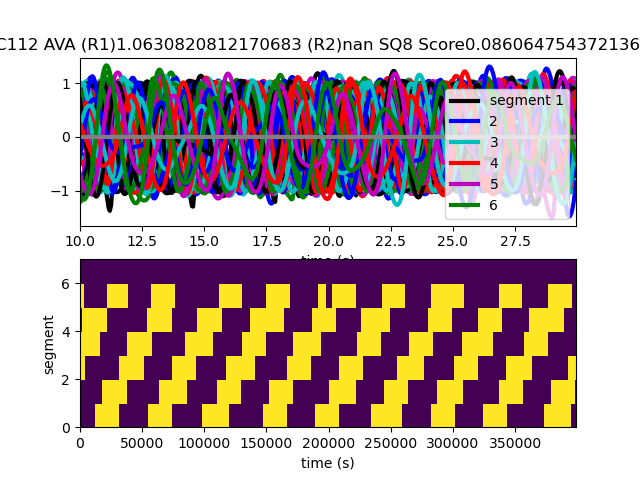 C112 AVA (R1)1.0630820812170683 (R2)nan SQ8 Score0.086064754372136
1
0
−1
segment 1
2
3
4
5
6
10.0 12.5 15.0 17.5 20.0 22.5 25.0 27.5
time (s)
6
4
2
0
segment
0 50000 100000 150000 200000 250000 300000 350000
time (s)